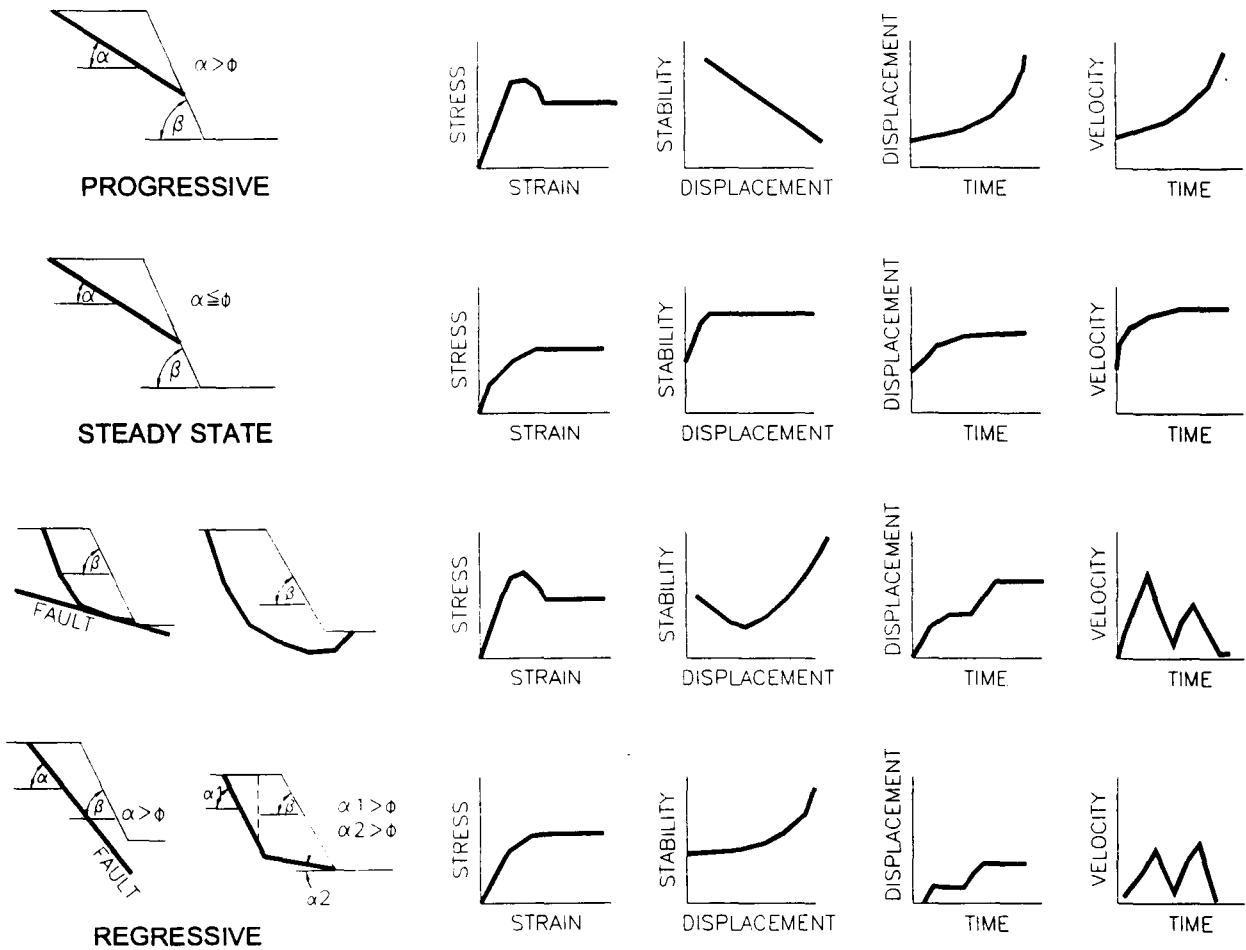 α
α>ϕ
β
PROGRESSIVE
STRESS
STRAIN
STABILITY
DISPLACEMENT
DISPLACEMENT
TIME
VELOCITY
TIME
α
α≦ϕ
β
STEADY STATE
STRESS
STRAIN
STABILITY
DISPLACEMENT
DISPLACEMENT
TIME
VELOCITY
TIME
β
FAULT
β
STRESS
STRAIN
STABILITY
DISPLACEMENT
DISPLACEMENT
TIME
VELOCITY
TIME
α
β
α>ϕ
FAULT
α1
β
α1>ϕ
α2>ϕ
α2
REGRESSIVE
STRESS
STRAIN
STABILITY
DISPLACEMENT
DISPLACEMENT
TIME
VELOCITY
TIME